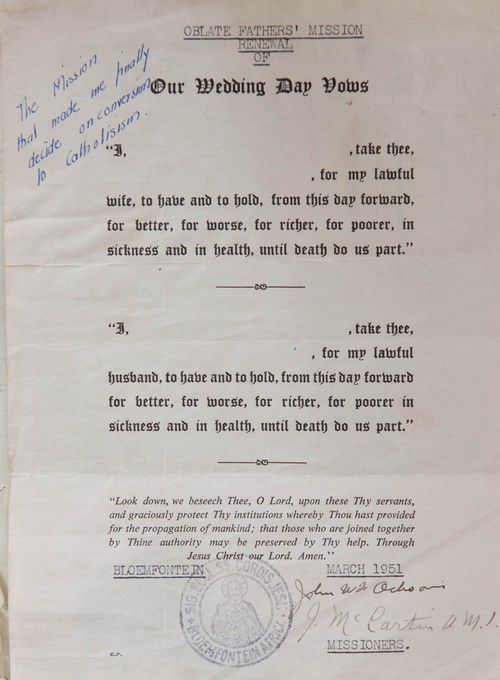 OBLATE FATHERS' MISSION
RENEWAL
OF
Our Wedding Day Vows
The Mission
that made me finally
decide on conversion
to Catholisism.
"I, , take thee,
, for my lawful
wife, to have and to hold, from this day forward,
for better, for worse, for richer, for poorer, in
sickness and in health, until death do us part."
"I, , take thee,
, for my lawful
husband, to have and to hold, from this day forward
for better, for worse, for richer, for poorer in
sickness and in health, until death do us part."
"Look down, we beseech Thee, O Lord, upon these Thy servants,
and graciously protect Thy institutions whereby Thou hast provided
for the propagation of mankind; that those who are joined together
by Thine authority may be preserved by Thy help. Through
Jesus Christ our Lord. Amen."
BLOEMFONTEIN MARCH 1951
SS. CORDIS JESU
BLOEMFONTEIN AFRICA
John
J. McCartin O.M.I.
MISSIONERS.